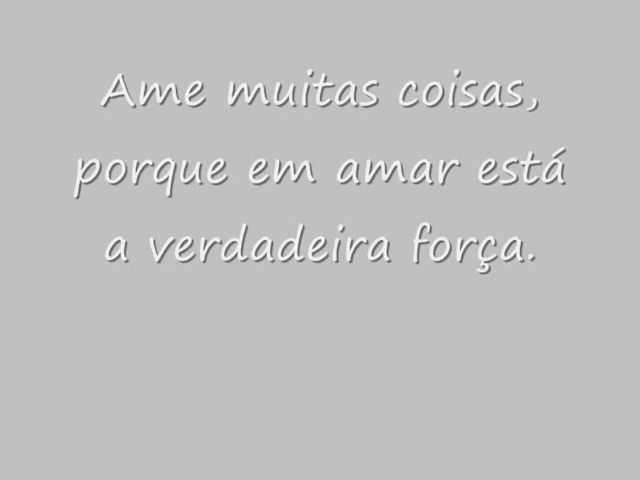 Ame muitas coisas,
porque em amar está
a verdadeira força.